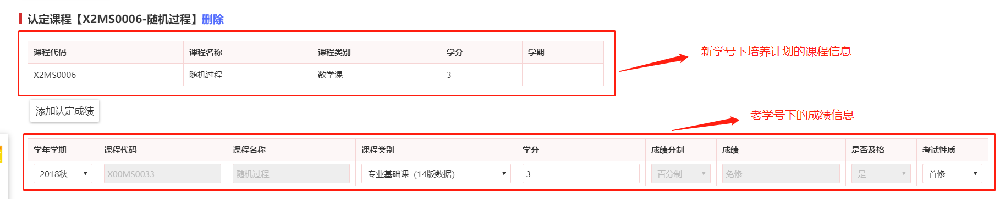 认定课程【X2MS0006-随机过程】删除
课程代码 课程名称 课程类别 学分 学期
X2MS0006 随机过程 数学课 3
新学号下培养计划的课程信息
添加认定成绩
老学号下的成绩信息
学年学期 课程代码 课程名称 课程类别 学分 成绩分制 成绩 是否及格 考试性质
2018秋 X00MS0033 随机过程 专业基础课（14版数据） 3 百分制 免修 是 首修